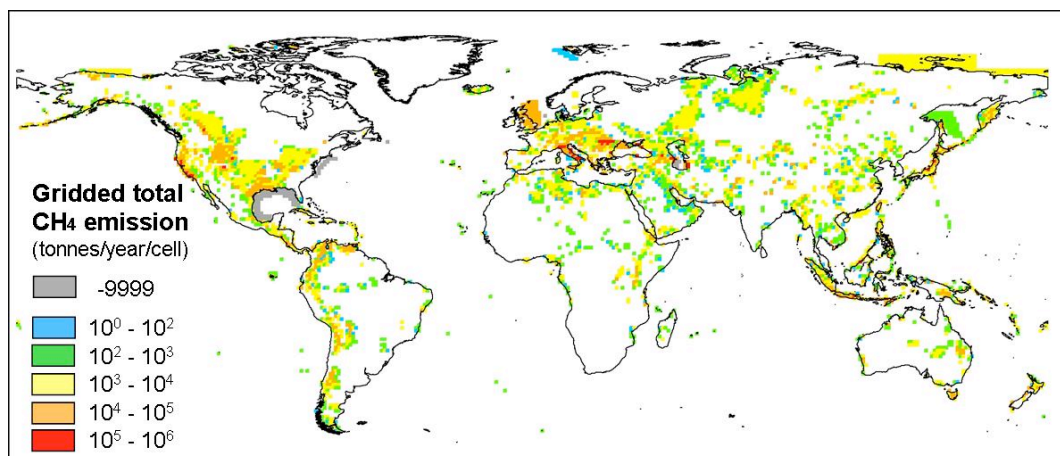 Gridded total
CH₄ emission
(tonnes/year/cell)
-9999
10⁰ - 10²
10² - 10³
10³ - 10⁴
10⁴ - 10⁵
10⁵ - 10⁶